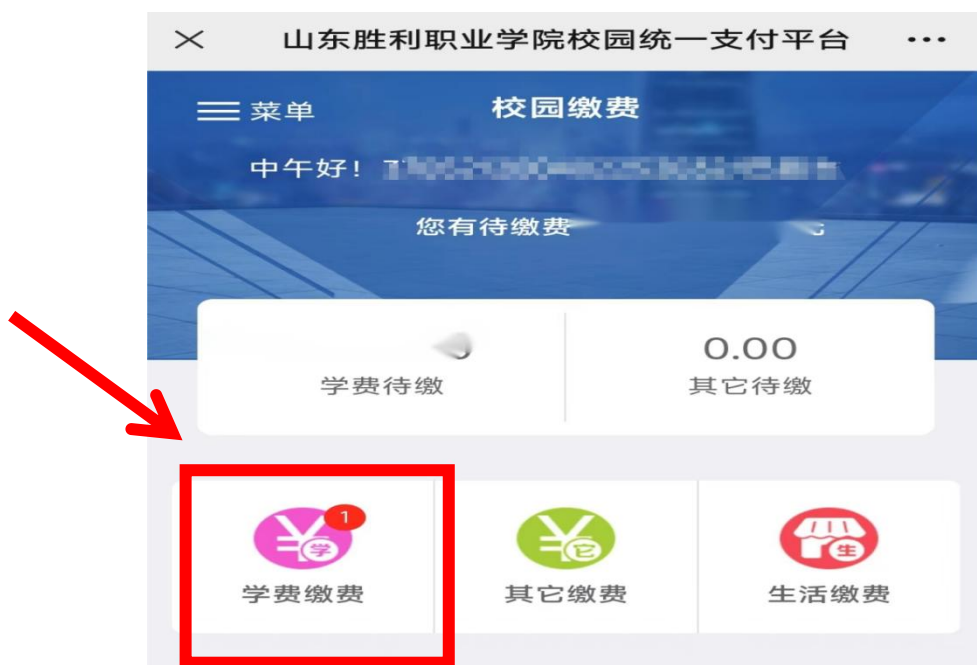 山东胜利职业学院校园统一支付平台
菜单 校园缴费
中午好!
您有待缴费
0.00
学费待缴 其它待缴
1
学 它 生
学费缴费 其它缴费 生活缴费